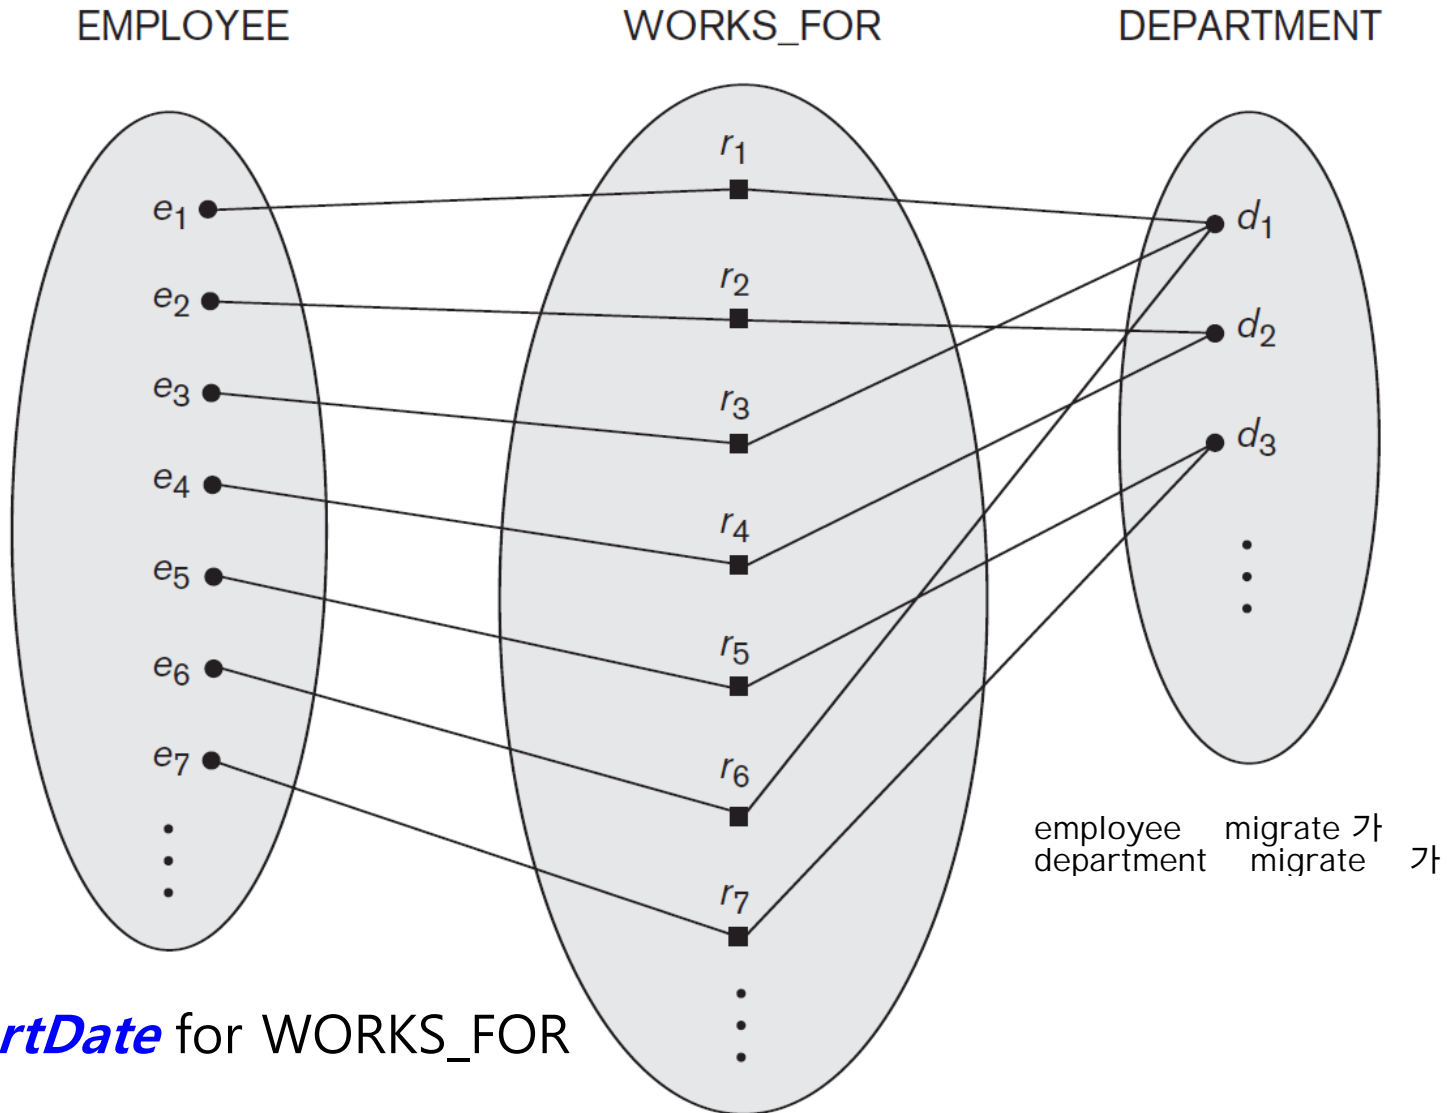 EMPLOYEE WORKS_FOR DEPARTMENT
r1
e1
d1
r2
e2
d2
e3
r3
d3
e4
r4
e5
r5
e6
r6
e7
employee migrate 가
department migrate 가
r7
rtDate for WORKS_FOR